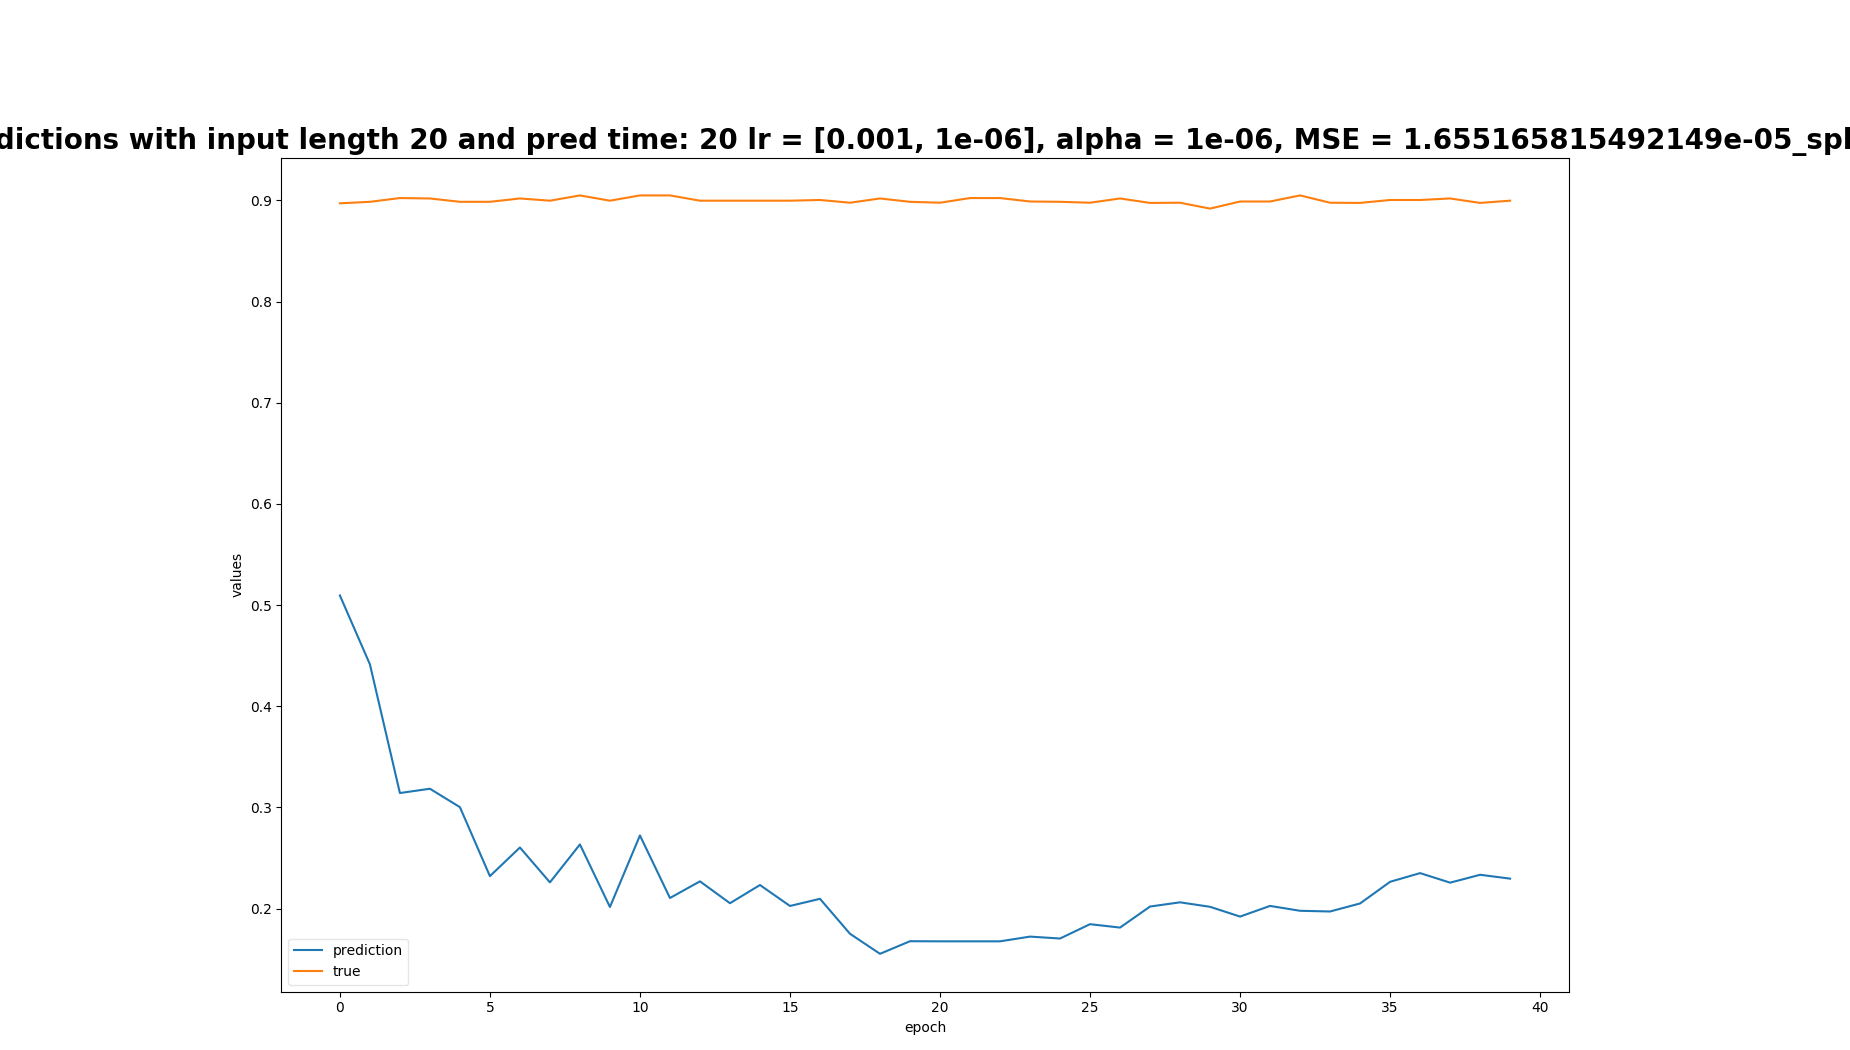 dictions with input length 20 and pred time: 20 lr = [0.001, 1e-06], alpha = 1e-06, MSE = 1.655165815492149e-05_spl
0.9
0.8
0.7
0.6
0.5
0.4
0.3
0.2
values
prediction
true
0 5 10 15 20 25 30 35 40
epoch